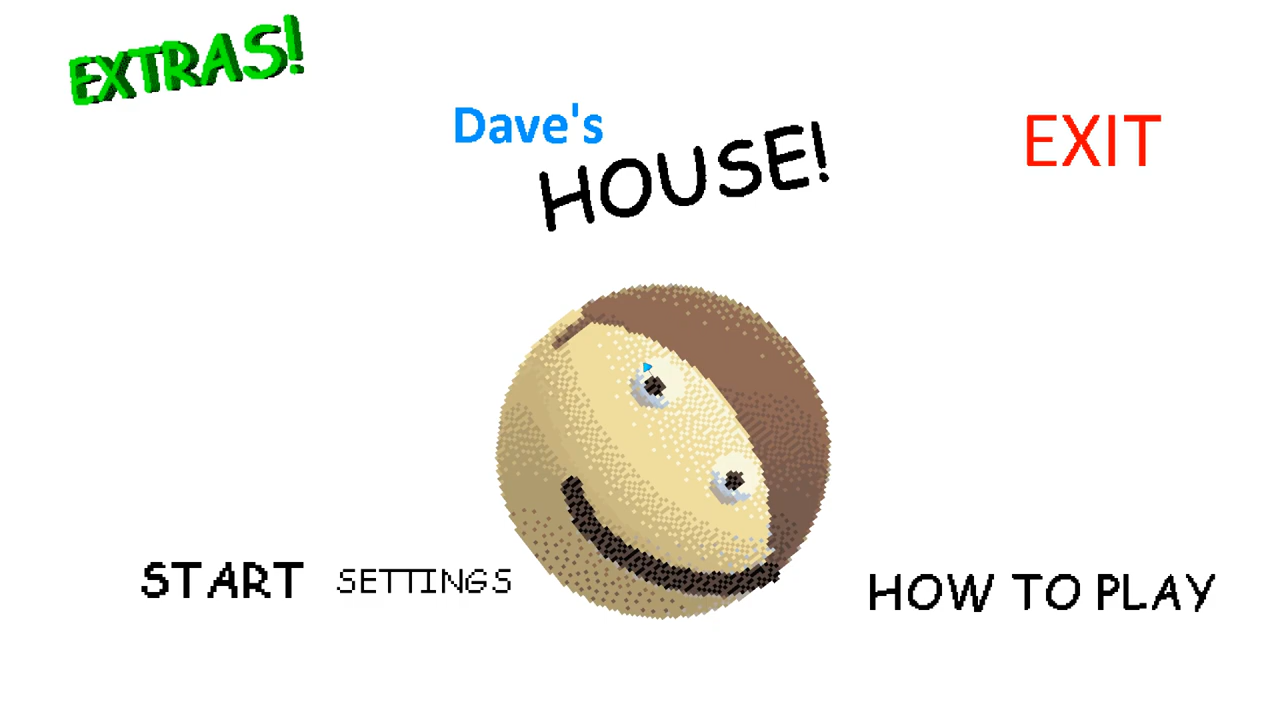 EXTRAS!
Dave's
HOUSE!
EXIT
START
SETTINGS
HOW TO PLAY